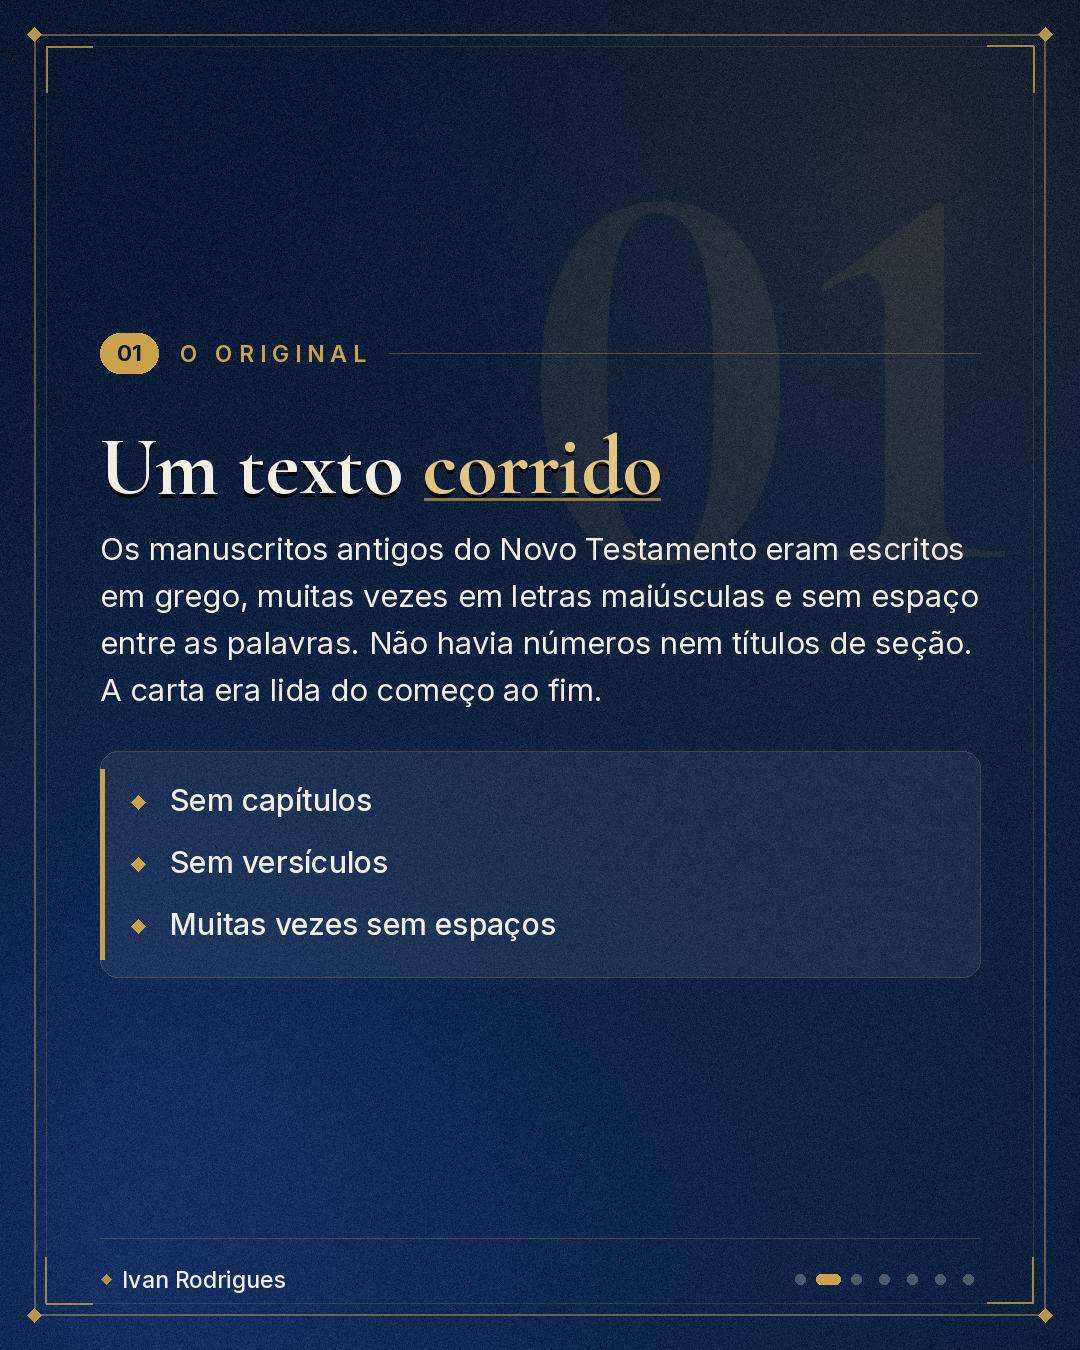 01
01 O ORIGINAL
Um texto corrido
Os manuscritos antigos do Novo Testamento eram escritos
em grego, muitas vezes em letras maiúsculas e sem espaço
entre as palavras. Não havia números nem títulos de seção.
A carta era lida do começo ao fim.
Sem capítulos
Sem versículos
Muitas vezes sem espaços
Ivan Rodrigues